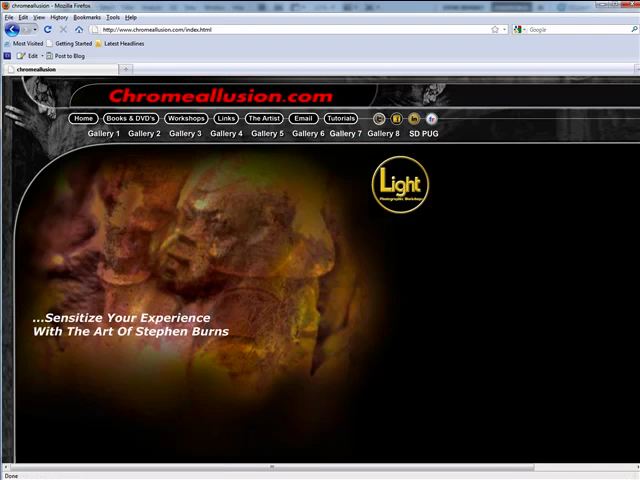 chromeallusion - Mozilla Firefox
File Edit View History Bookmarks Tools Help
http://www.chromeallusion.com/index.html
Google
Most Visited Getting Started Latest Headlines
Edit Post to Blog
chromeallusion
Chromeallusion.com
Home Books & DVD's Workshops Links The Artist Email Tutorials
Gallery 1 Gallery 2 Gallery 3 Gallery 4 Gallery 5 Gallery 6 Gallery 7 Gallery 8 SD PUG
Light
Photographic Workshops
...Sensitize Your Experience
With The Art Of Stephen Burns
Done